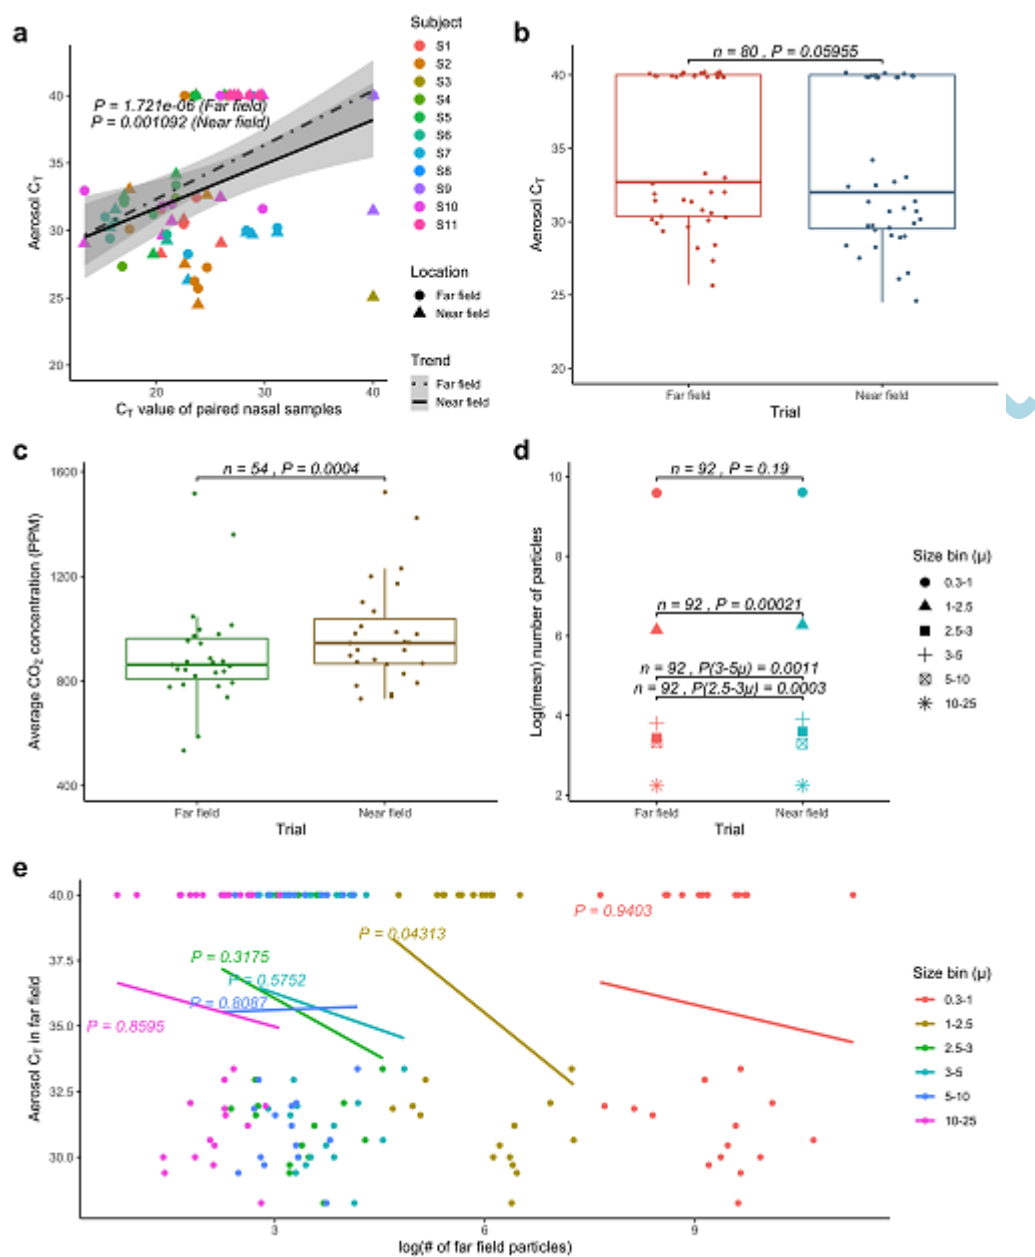 a
Subject
S1
S2
S3
S4
S5
S6
S7
S8
S9
S10
S11
Location
Far field
Near field
Trend
Far field
Near field
P = 1.721e-06 (Far field)
P = 0.001092 (Near field)
Aerosol CT
40
35
30
25
20
20
30
40
CT value of paired nasal samples
b
n = 80 , P = 0.05955
Aerosol CT
40
35
30
25
20
Far field
Near field
Trial
c
n = 54 , P = 0.0004
Average CO2 concentration (PPM)
1600
1200
800
400
Far field
Near field
Trial
d
n = 92 , P = 0.19
n = 92 , P = 0.00021
n = 92 , P(3-5μ) = 0.0011
n = 92 , P(2.5-3μ) = 0.0003
Log(mean) number of particles
10
8
6
4
2
Far field
Near field
Trial
Size bin (μ)
0.3-1
1-2.5
2.5-3
3-5
5-10
10-25
e
P = 0.9403
P = 0.04313
P = 0.3175
P = 0.5752
P = 0.8087
P = 0.8595
Aerosol CT in far field
40.0
37.5
35.0
32.5
30.0
3
6
9
log(# of far field particles)
Size bin (μ)
0.3-1
1-2.5
2.5-3
3-5
5-10
10-25